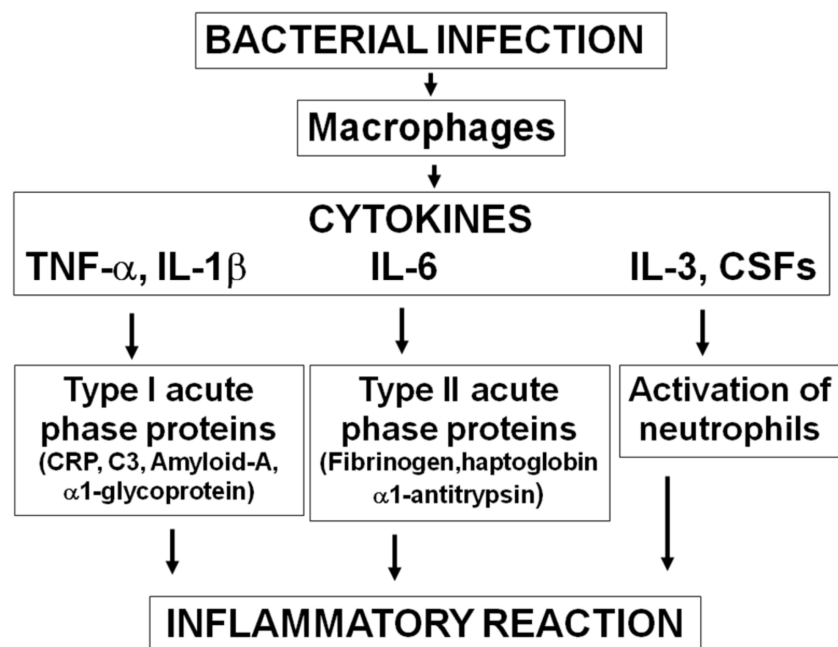 BACTERIAL INFECTION
Macrophages
CYTOKINES
TNF-α, IL-1β IL-6 IL-3, CSFs
Type I acute
phase proteins
(CRP, C3, Amyloid-A,
α1-glycoprotein)
Type II acute
phase proteins
(Fibrinogen,haptoglobin
α1-antitrypsin)
Activation of
neutrophils
INFLAMMATORY REACTION